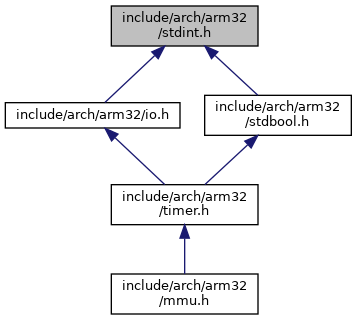 include/arch/arm32
/stdint.h
include/arch/arm32/io.h
include/arch/arm32
/stdbool.h
include/arch/arm32
/timer.h
include/arch/arm32
/mmu.h